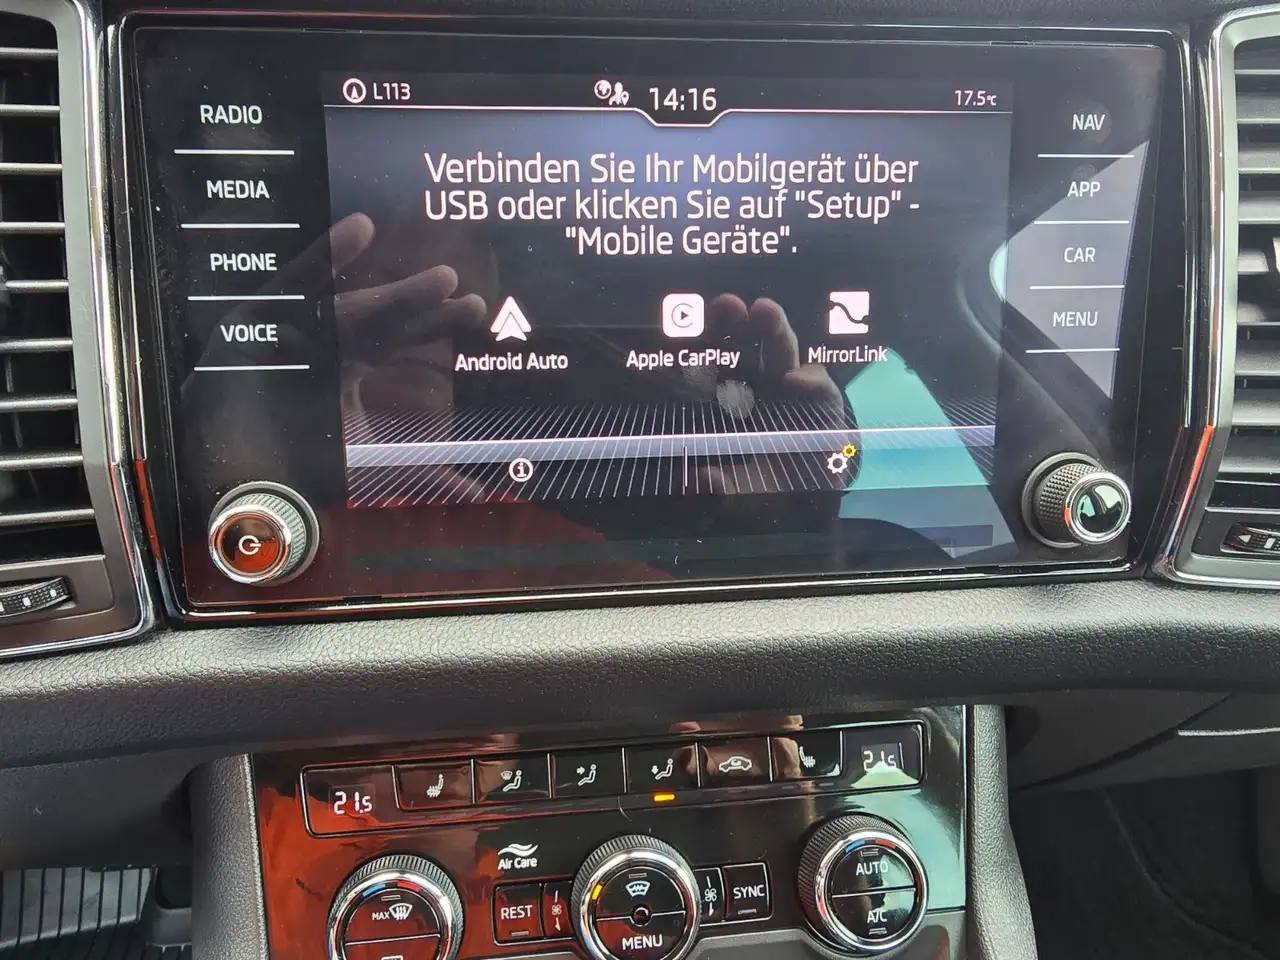 L113
14:16
17.5°C
RADIO
MEDIA
PHONE
VOICE
Verbinden Sie Ihr Mobilgerät über
USB oder klicken Sie auf "Setup" -
"Mobile Geräte".
Android Auto
Apple CarPlay
MirrorLink
NAV
APP
CAR
MENU
21.5
21.5
Air Care
MAX
REST
MENU
SYNC
AUTO
A/C